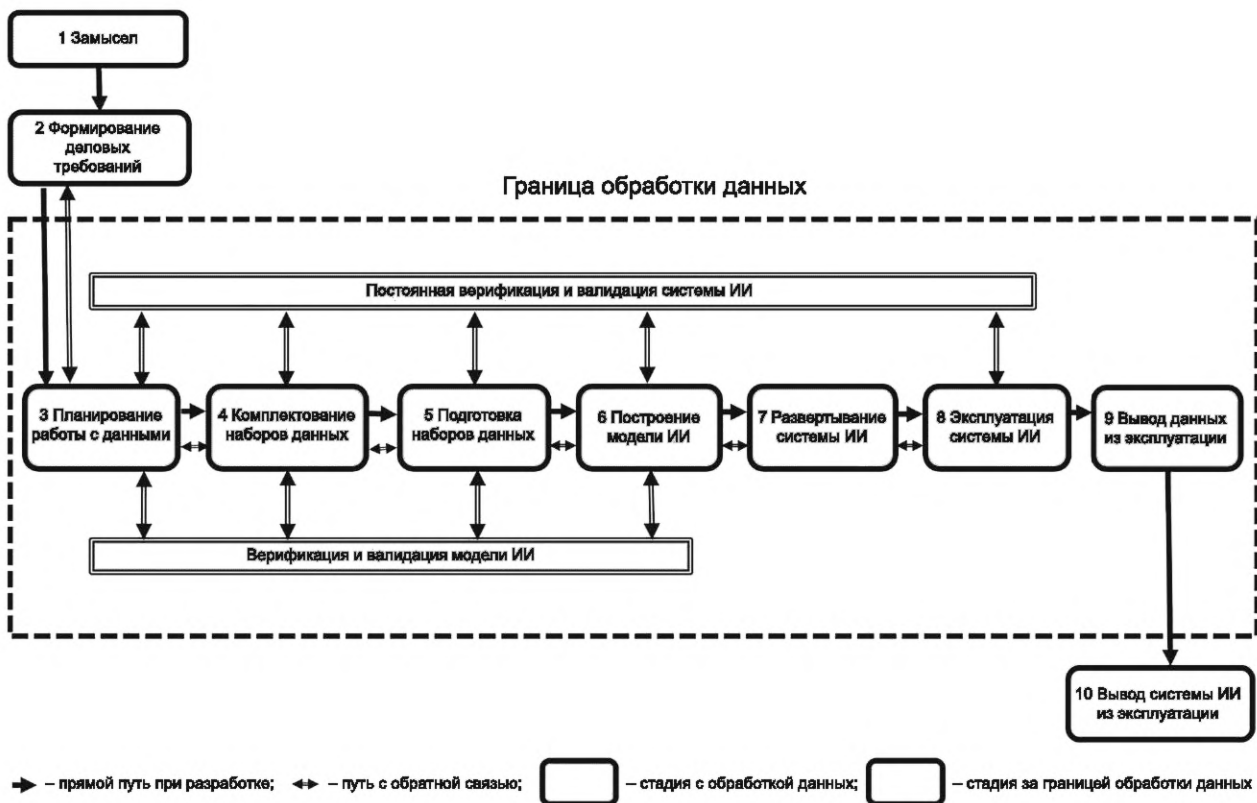 1 Замысел
2 Формирование
деловых
требований
Граница обработки данных
Постоянная верификация и валидация системы ИИ
3 Планирование
работы с данными
4 Комплектование
наборов данных
5 Подготовка
наборов данных
6 Построение
модели ИИ
7 Развертывание
системы ИИ
8 Эксплуатация
системы ИИ
9 Вывод данных
из эксплуатации
Верификация и валидация модели ИИ
10 Вывод системы ИИ
из эксплуатации
– прямой путь при разработке; – путь с обратной связью; – стадия с обработкой данных; – стадия за границей обработки данных